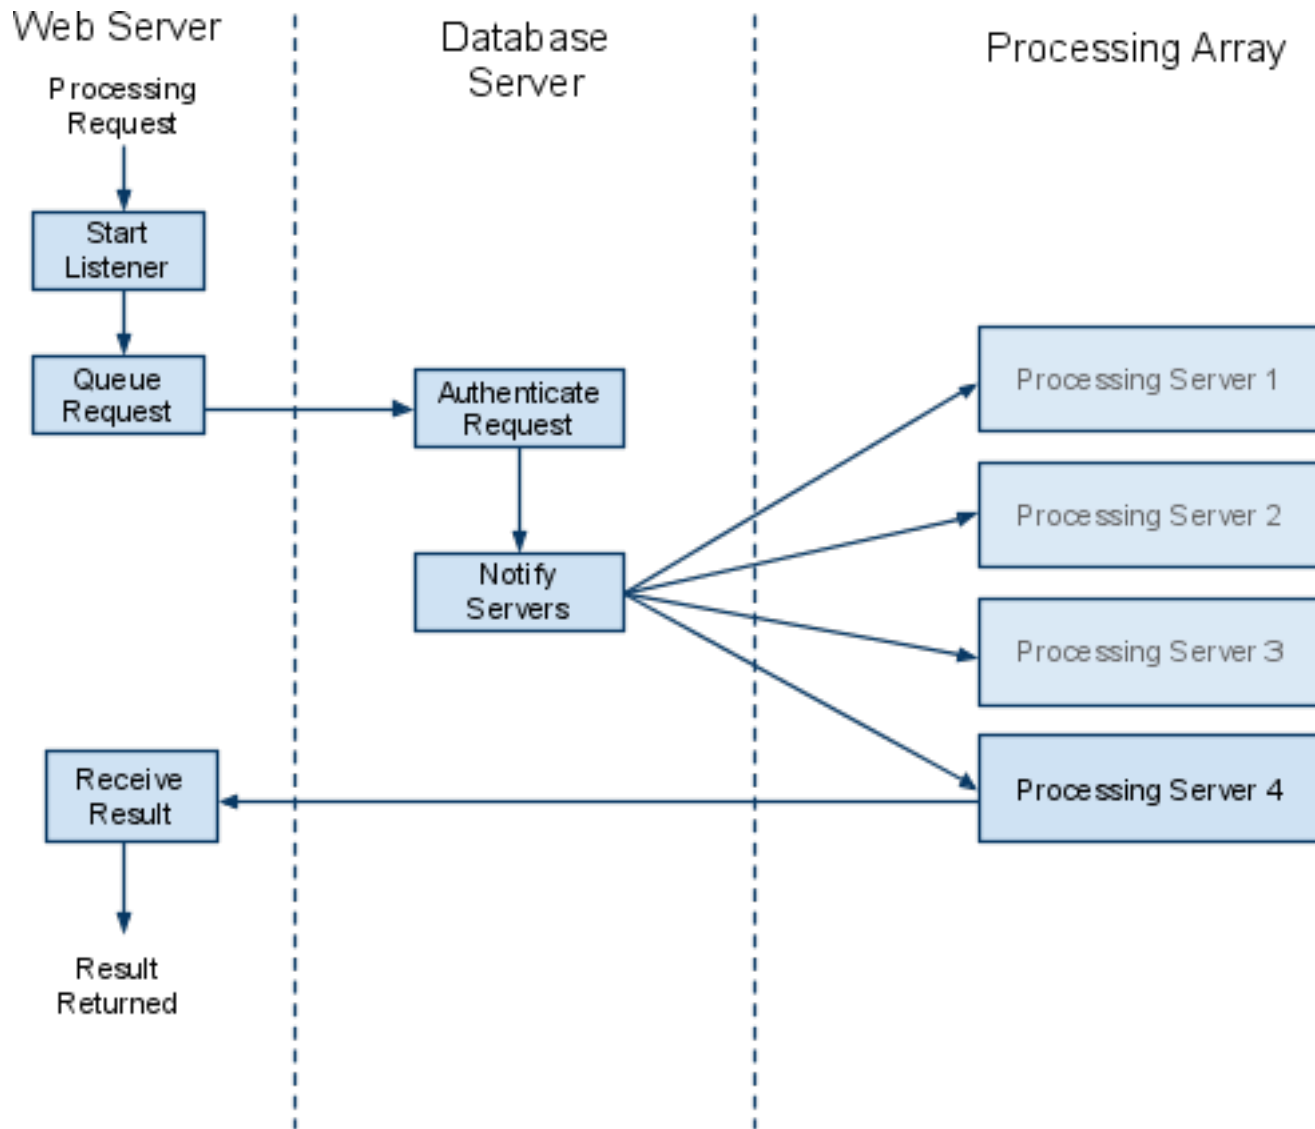 Web Server
Database
Server
Processing Array
Processing
Request
Start
Listener
Queue
Request
Authenticate
Request
Notify
Servers
Processing Server 1
Processing Server 2
Processing Server 3
Processing Server 4
Receive
Result
Result
Returned